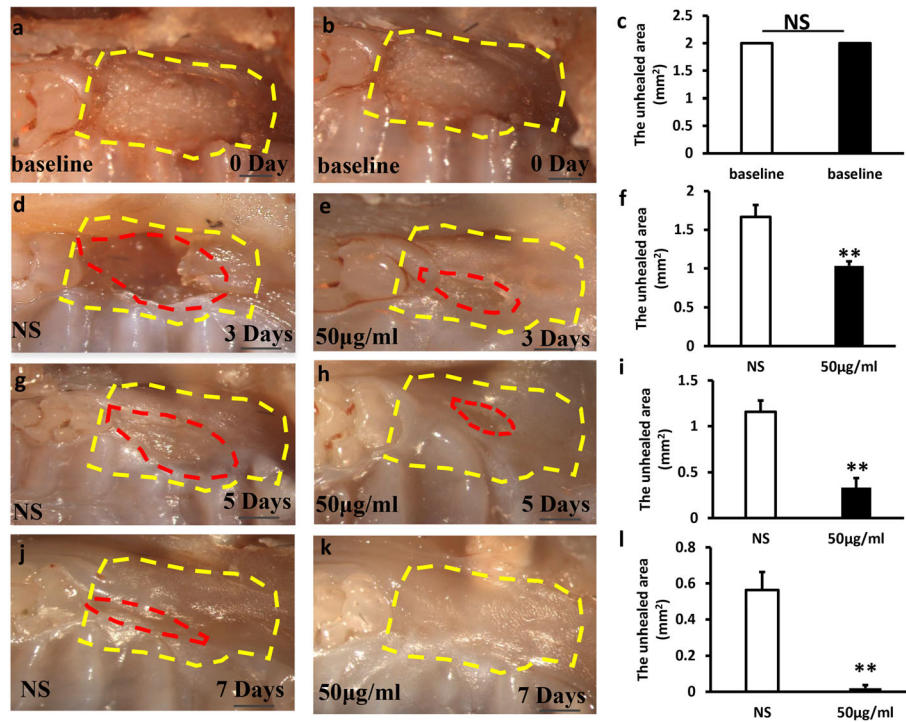 a
baseline
0 Day
b
baseline
0 Day
c
The unhealed area
(mm²)
2.5
2
1.5
1
0.5
0
NS
baseline
baseline
d
NS
3 Days
e
50μg/ml
3 Days
f
The unhealed area
(mm²)
2
1.5
1
0.5
0
**
NS
50μg/ml
g
NS
5 Days
h
50μg/ml
5 Days
i
The unhealed area
(mm²)
1.5
1
0.5
0
**
NS
50μg/ml
j
NS
7 Days
k
50μg/ml
7 Days
l
The unhealed area
(mm²)
0.6
0.4
0.2
0
**
NS
50μg/ml